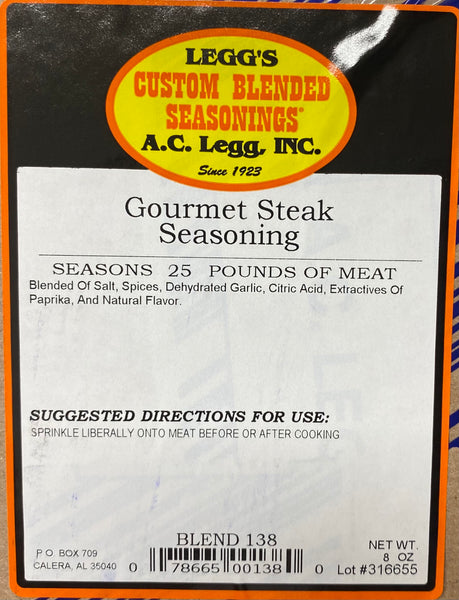 LEGG'S
CUSTOM BLENDED
SEASONINGS®
A.C. Legg, INC.
Since 1923
Gourmet Steak
Seasoning
SEASONS 25 POUNDS OF MEAT
Blended Of Salt, Spices, Dehydrated Garlic, Citric Acid, Extractives Of
Paprika, And Natural Flavor.
SUGGESTED DIRECTIONS FOR USE:
SPRINKLE LIBERALLY ONTO MEAT BEFORE OR AFTER COOKING
BLEND 138
P O BOX 709
CALERA, AL 35040
0 78665 00138 0
NET WT.
8 OZ
Lot #316655